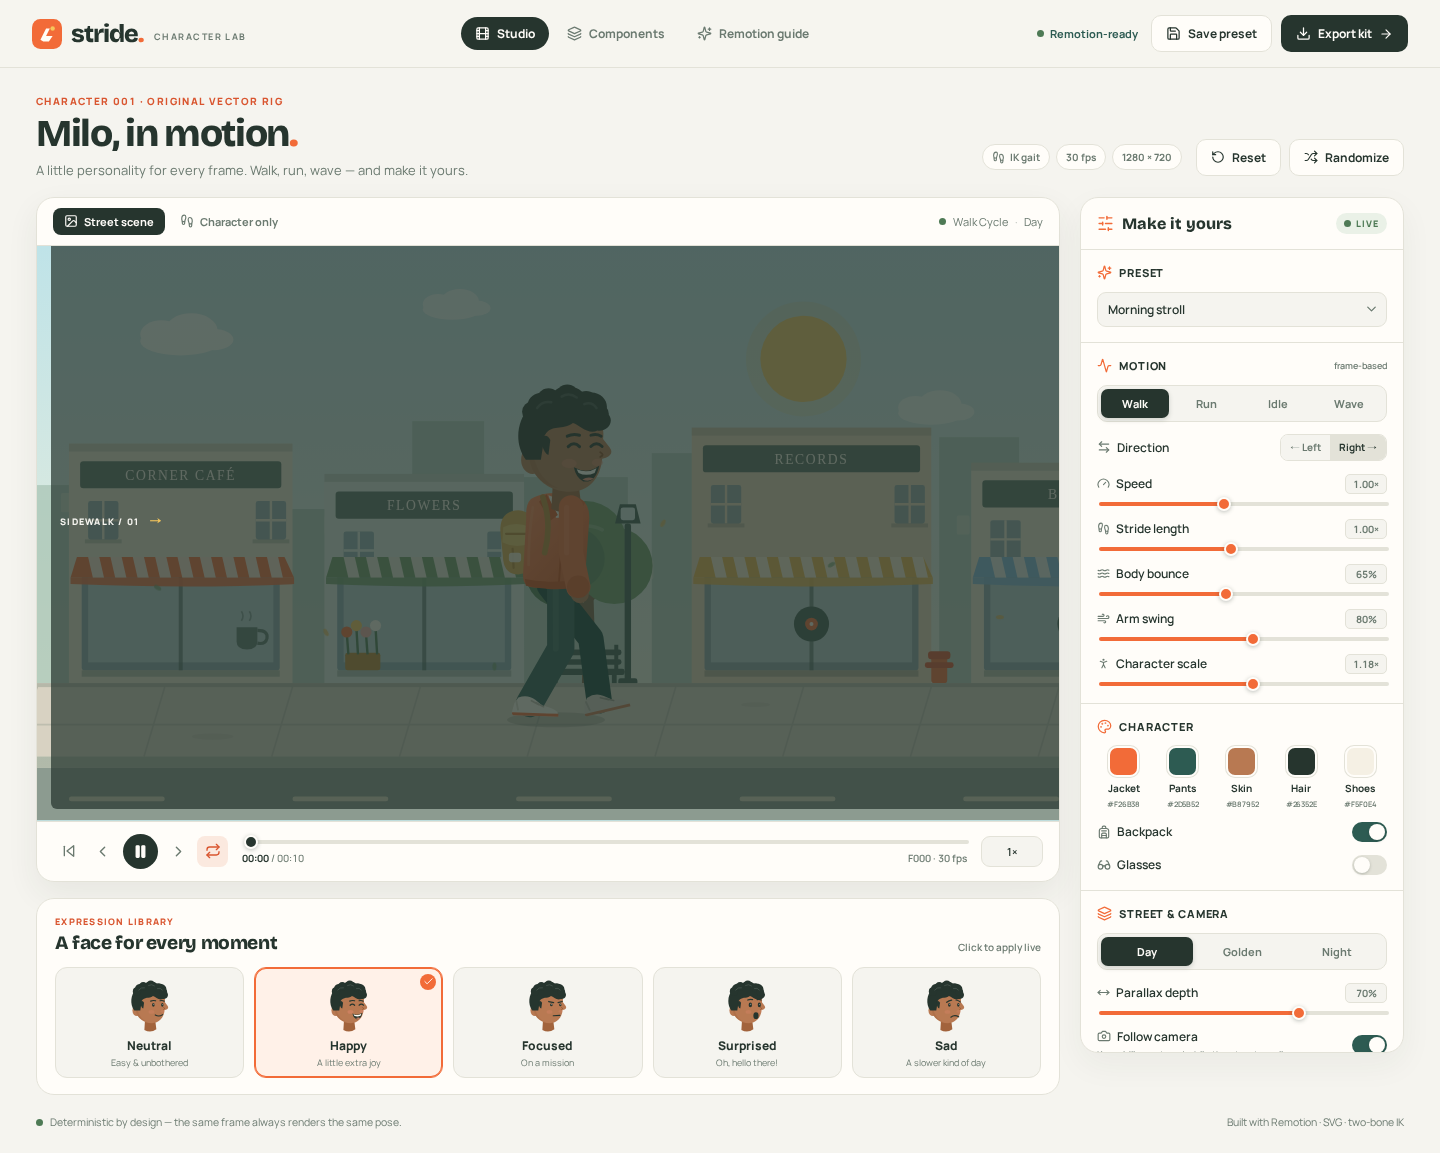 stride. CHARACTER LAB
Studio
Components
Remotion guide
Remotion-ready
Save preset
Export kit →
CHARACTER 001 · ORIGINAL VECTOR RIG
Milo, in motion.
A little personality for every frame. Walk, run, wave — and make it yours.
IK gait
30 fps
1280 × 720
Reset
Randomize
Street scene
Character only
Walk Cycle · Day
CORNER CAFÉ
FLOWERS
RECORDS
B
SIDEWALK / 01 →
00:00 / 00:10
F000 · 30 fps
1×
EXPRESSION LIBRARY
A face for every moment
Click to apply live
Neutral
Easy & unbothered
Happy
A little extra joy
Focused
On a mission
Surprised
Oh, hello there!
Sad
A slower kind of day
Make it yours
LIVE
PRESET
Morning stroll
MOTION
frame-based
Walk
Run
Idle
Wave
Direction
← Left
Right →
Speed
1.00×
Stride length
1.00×
Body bounce
65%
Arm swing
80%
Character scale
1.18×
CHARACTER
Jacket
Pants
Skin
Hair
Shoes
#F26B38
#2D5B52
#B87952
#26352E
#F5F0E4
Backpack
Glasses
STREET & CAMERA
Day
Golden
Night
Parallax depth
70%
Follow camera
Deterministic by design — the same frame always renders the same pose.
Built with Remotion · SVG · two-bone IK